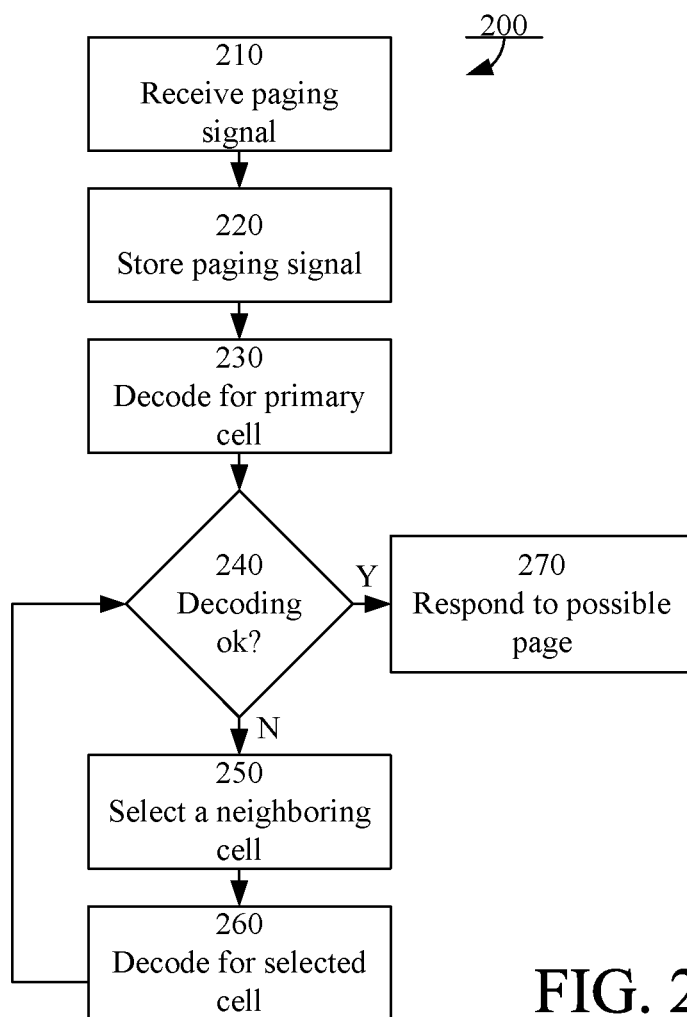 200
210
Receive paging
signal
220
Store paging signal
230
Decode for primary
cell
240
Decoding
ok?
Y
270
Respond to possible
page
N
250
Select a neighboring
cell
260
Decode for selected
cell
FIG. 2